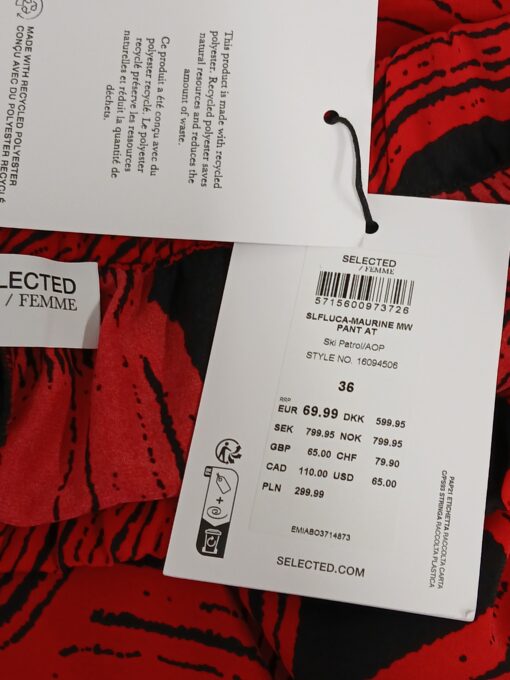 MADE WITH RECYCLED POLYESTER
CONÇU AVEC DU POLYESTER RECYCLÉ
This product is made with recycled
polyester. Recycled polyester saves
natural resources and reduces the
amount of waste.
Ce produit a été conçu avec du
polyester recyclé. Le polyester
recyclé préserve les ressources
naturelles et réduit la quantité de
déchets.
LECTED
/ FEMME
SELECTED
/ FEMME
5715600973726
SLFLUCA-MAURINE MW
PANT AT
Ski Patrol/AOP
STYLE NO. 16094506
36
RRP
EUR 69.99 DKK 599.95
SEK 799.95 NOK 799.95
GBP 65.00 CHF 79.90
CAD 110.00 USD 65.00
PLN 299.99
EMIABO3714873
SELECTED.COM
PAP21 ETICHETTA RACCOLTA CARTA
C/PS93 STRINGA RACCOLTA PLASTICA